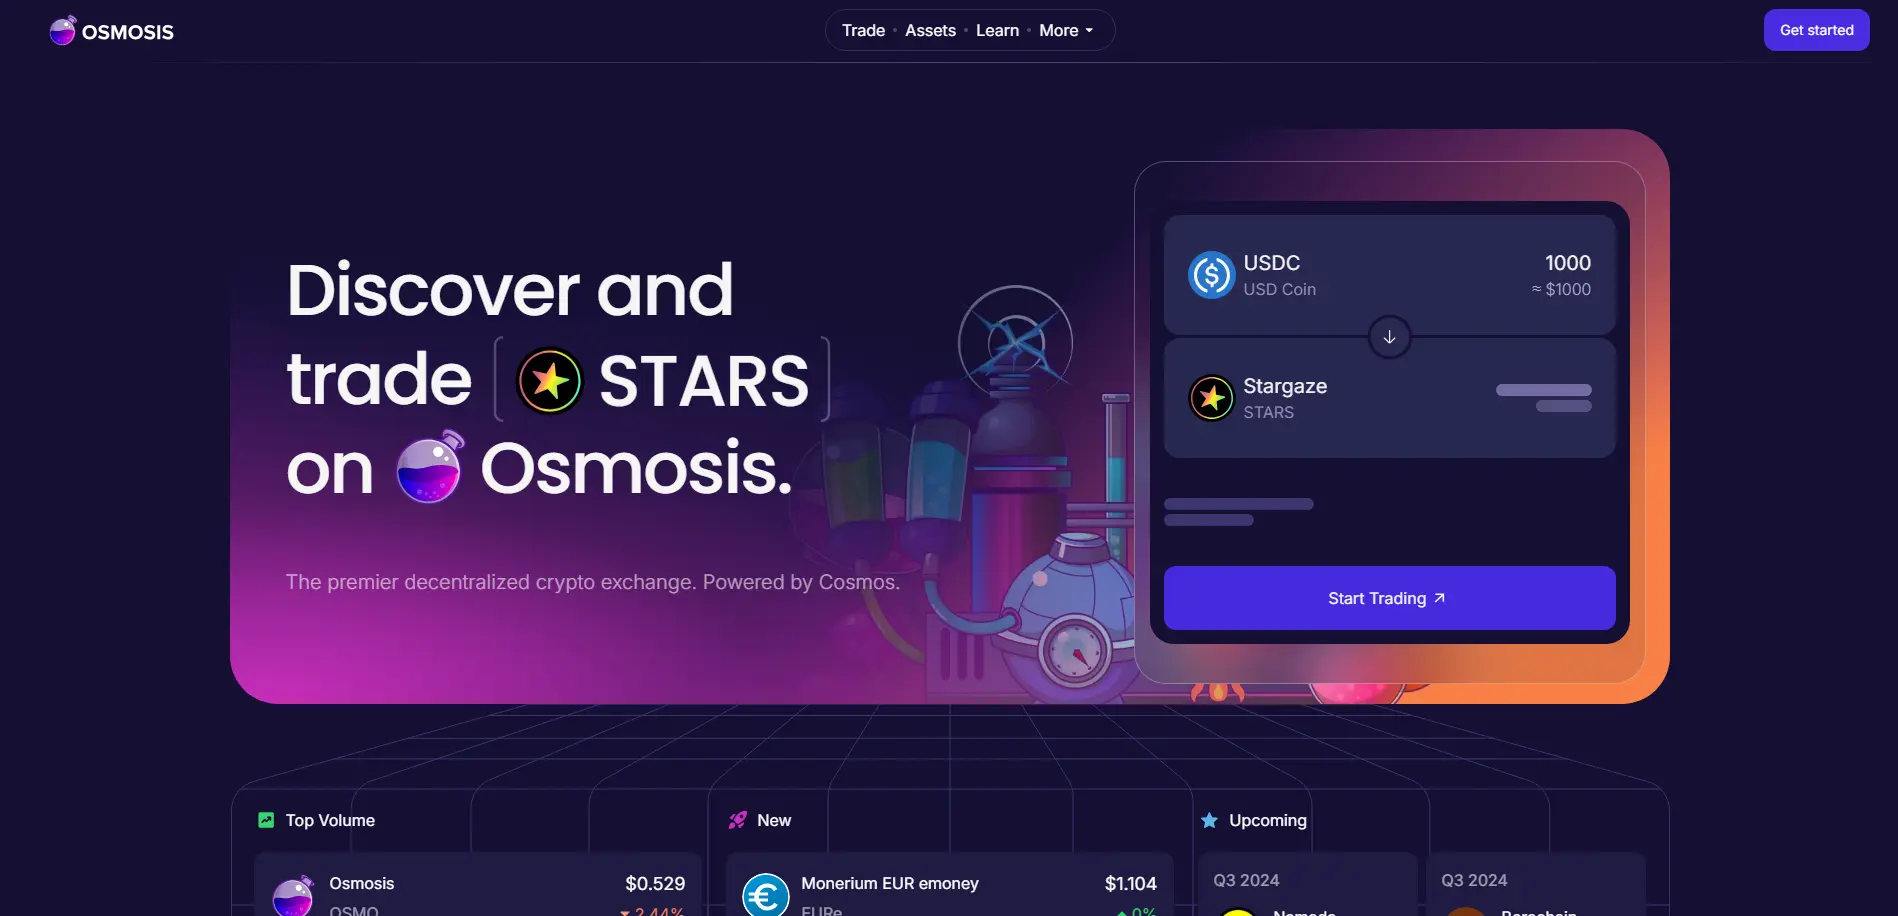 OSMOSIS
Trade • Assets • Learn • More
Get started
Discover and
trade STARS
on Osmosis.
The premier decentralized crypto exchange. Powered by Cosmos.
USDC
1000
USD Coin
≈ $1000
Stargaze
STARS
Start Trading
Top Volume
Osmosis
$0.529
OSMO
2.44%
New
Monerium EUR emoney
$1.104
EURe
0%
Upcoming
Q3 2024
Q3 2024